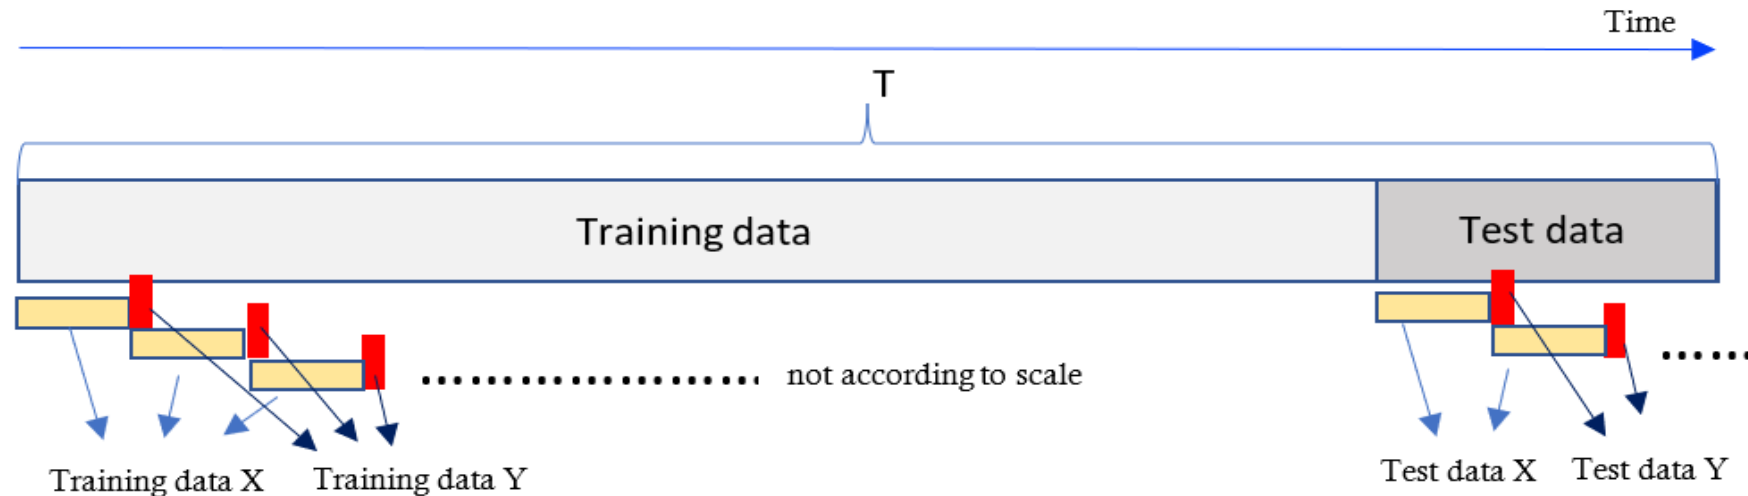 Time
T
Training data
Test data
not according to scale
Training data X
Training data Y
Test data X
Test data Y